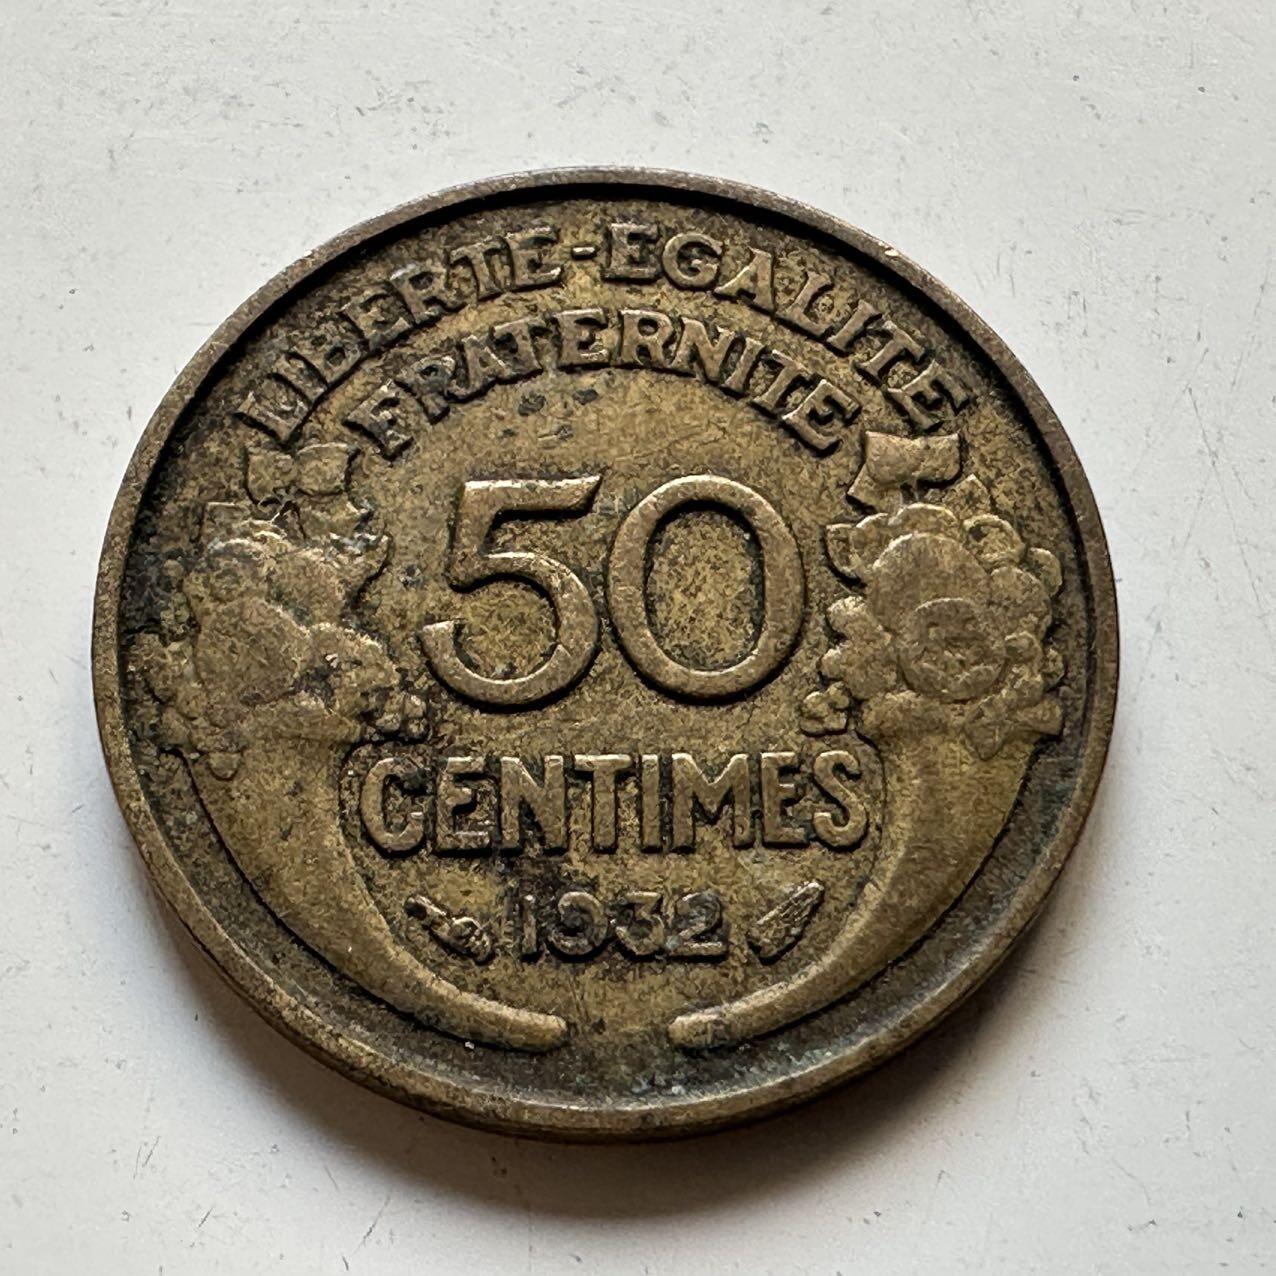 LIBERTE-EGALITE
FRATERNITE
50
CENTIMES
1932